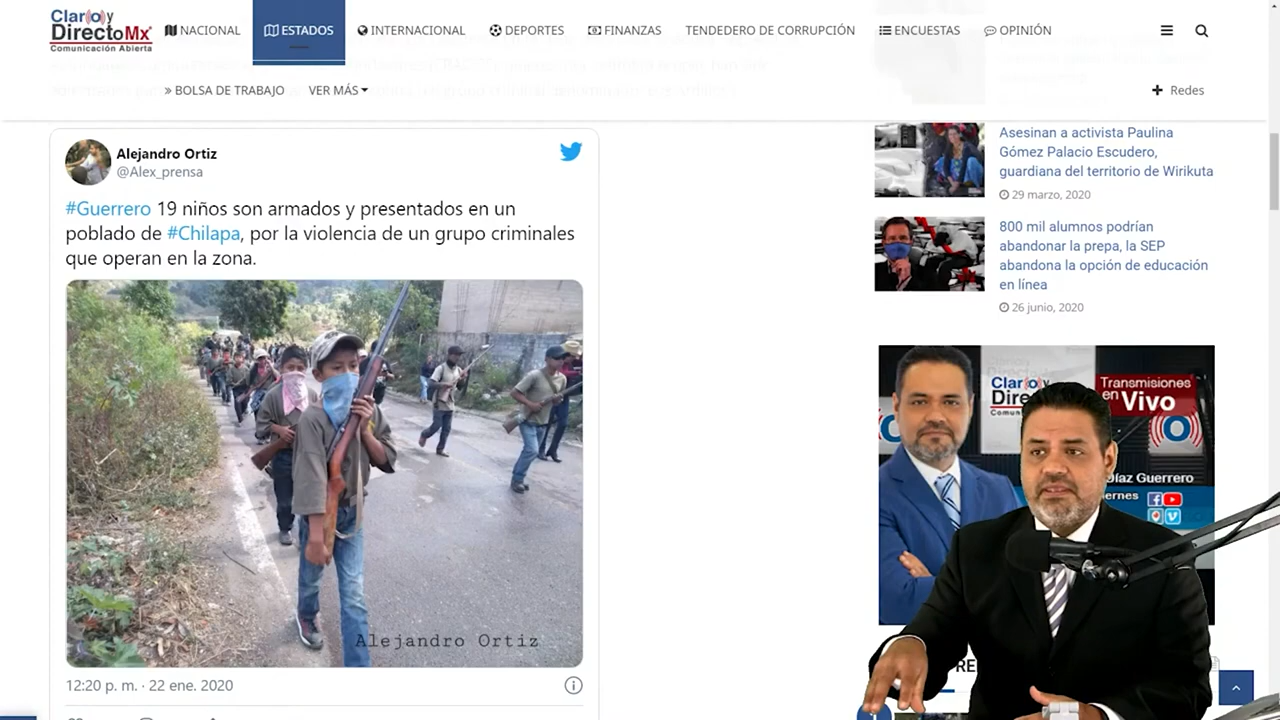 Claro y
DirectoMx
Comunicación Abierta
NACIONAL
ESTADOS
INTERNACIONAL
DEPORTES
FINANZAS
TENDEDERO DE CORRUPCIÓN
ENCUESTAS
OPINIÓN
» BOLSA DE TRABAJO
VER MÁS
Redes
Alejandro Ortiz
@Alex_prensa
#Guerrero 19 niños son armados y presentados en un
poblado de #Chilapa, por la violencia de un grupo criminales
que operan en la zona.
Alejandro Ortiz
12:20 p. m. · 22 ene. 2020
Asesinan a activista Paulina
Gómez Palacio Escudero,
guardiana del territorio de Wirikuta
29 marzo, 2020
800 mil alumnos podrían
abandonar la prepa, la SEP
abandona la opción de educación
en línea
26 junio, 2020
Claro y
Transmisiones
en Vivo
Díaz Guerrero